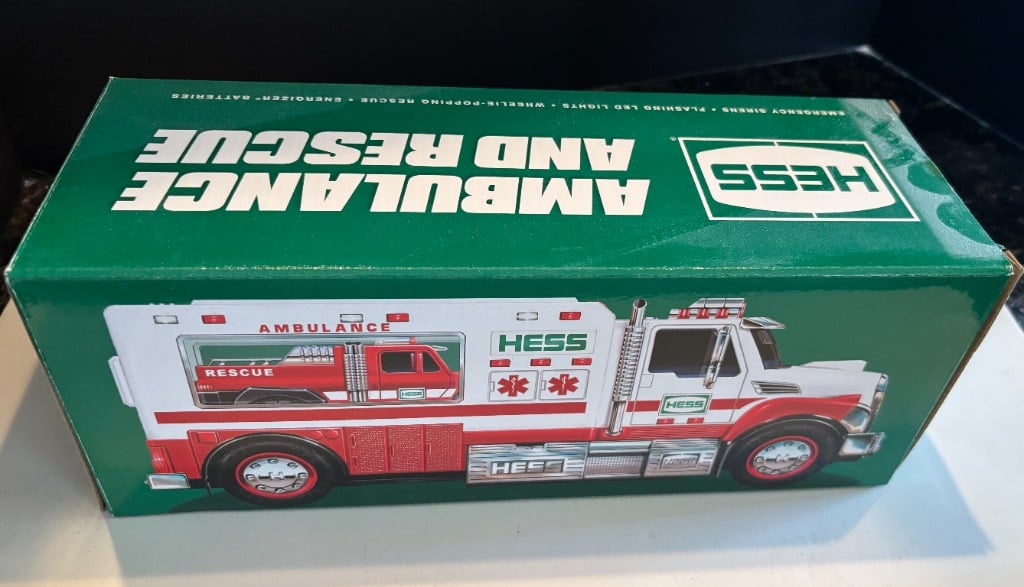 EMERGENCY SIRENS • FLASHING LED LIGHTS • WHEELIE-POPPING RESCUE • ENERGIZER® BATTERIES
AMBULANCE
AND RESCUE
HESS®
AMBULANCE
HESS
RESCUE
HESS
HESS
HESS
HESS
H
H